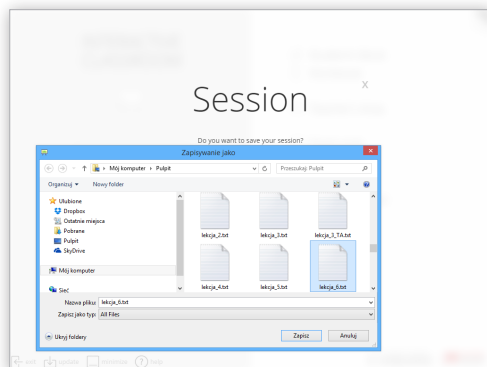 Session
X
Do you want to save your session?
Zapisywanie jako
Mój komputer ▸ Pulpit
Przeszukaj: Pulpit
Organizuj
Nowy folder
Ulubione
Dropbox
Ostatnie miejsca
Pobrane
Pulpit
SkyDrive
Mój komputer
Sieć
lekcja_2.txt lekcja_3.txt lekcja_3_TA.txt
lekcja_4.txt lekcja_5.txt lekcja_6.txt
Nazwa pliku: lekcja_6.txt
Zapisz jako typ: All Files
Ukryj foldery
Zapisz
Anuluj